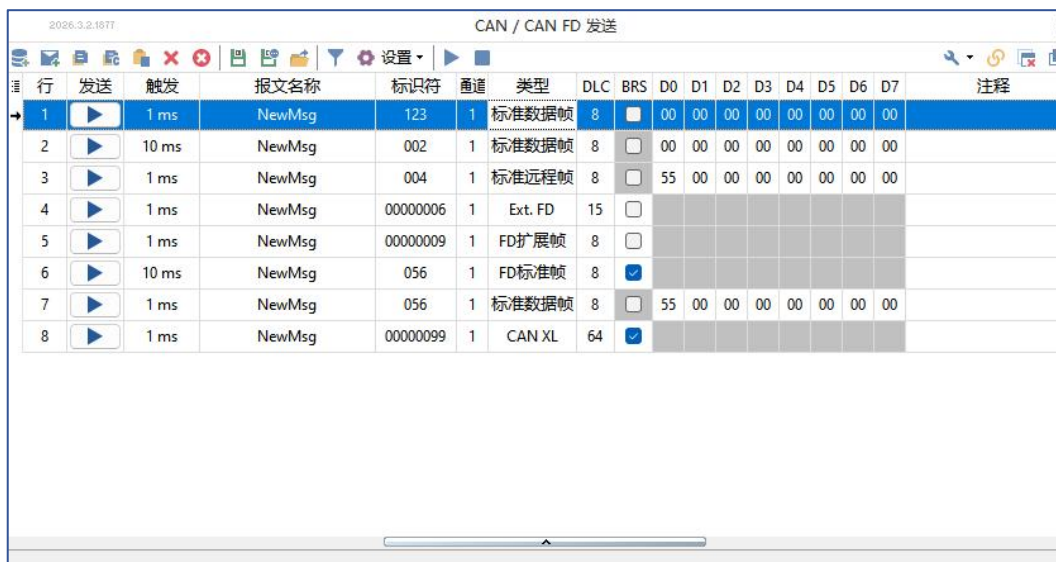 2026.3.2.1877 CAN / CAN FD 发送
设置
行 发送 触发 报文名称 标识符 通道 类型 DLC BRS D0 D1 D2 D3 D4 D5 D6 D7 注释
1 1 ms NewMsg 123 1 标准数据帧 8 00 00 00 00 00 00 00 00
2 10 ms NewMsg 002 1 标准数据帧 8 00 00 00 00 00 00 00 00
3 1 ms NewMsg 004 1 标准远程帧 8 55 00 00 00 00 00 00 00
4 1 ms NewMsg 00000006 1 Ext. FD 15
5 1 ms NewMsg 00000009 1 FD扩展帧 8
6 10 ms NewMsg 056 1 FD标准帧 8
7 1 ms NewMsg 056 1 标准数据帧 8 55 00 00 00 00 00 00 00
8 1 ms NewMsg 00000099 1 CAN XL 64